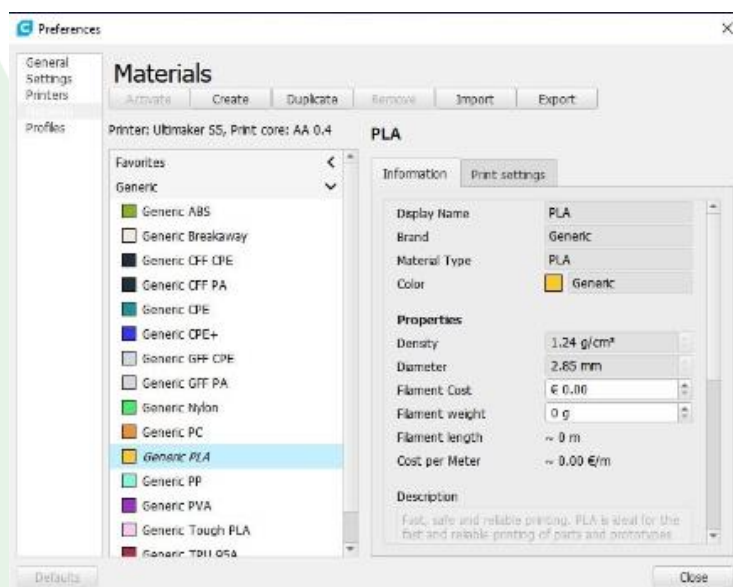 Preferences
General
Settings
Printers
Profiles
Materials
Activate Create Duplicate Remove Import Export
Printer: Ultimaker S5, Print core: AA 0.4
PLA
Favorites
Generic
Generic ABS
Generic Breakaway
Generic CFF CPE
Generic CFF PA
Generic CPE
Generic CPE+
Generic GFF CPE
Generic GFF PA
Generic Nylon
Generic PC
Generic PLA
Generic PP
Generic PVA
Generic Tough PLA
Generic TPU 95A
Information Print settings
Display Name PLA
Brand Generic
Material Type PLA
Color Generic
Properties
Density 1.24 g/cm³
Diameter 2.85 mm
Filament Cost € 0.00
Filament weight 0 g
Filament length ~ 0 m
Cost per Meter ~ 0.00 €/m
Description
Fast, safe and reliable printing. PLA is ideal for the
fast and reliable printing of parts and prototypes
Defaults Close